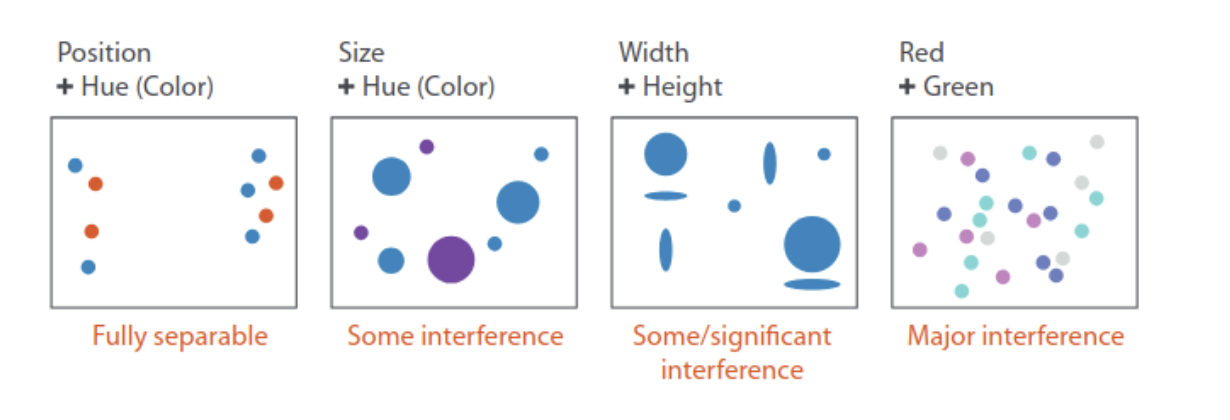 Position
+ Hue (Color)
Size
+ Hue (Color)
Width
+ Height
Red
+ Green
Fully separable
Some interference
Some/significant
interference
Major interference